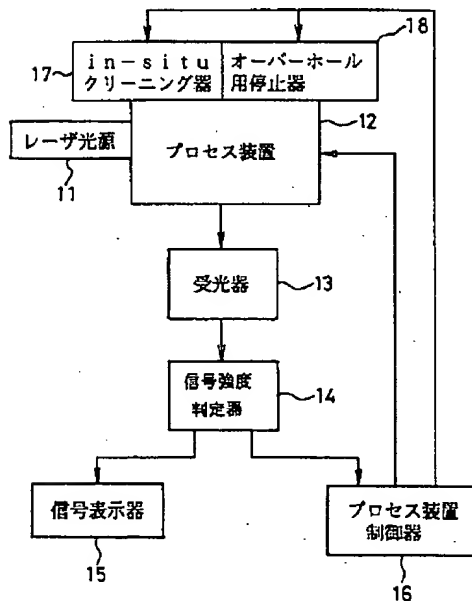 18
17
in-situ
クリーニング器
オーバーホール
用停止器
12
レーザ光源
11
プロセス装置
受光器
13
信号強度
判定器
14
信号表示器
15
プロセス装置
制御器
16